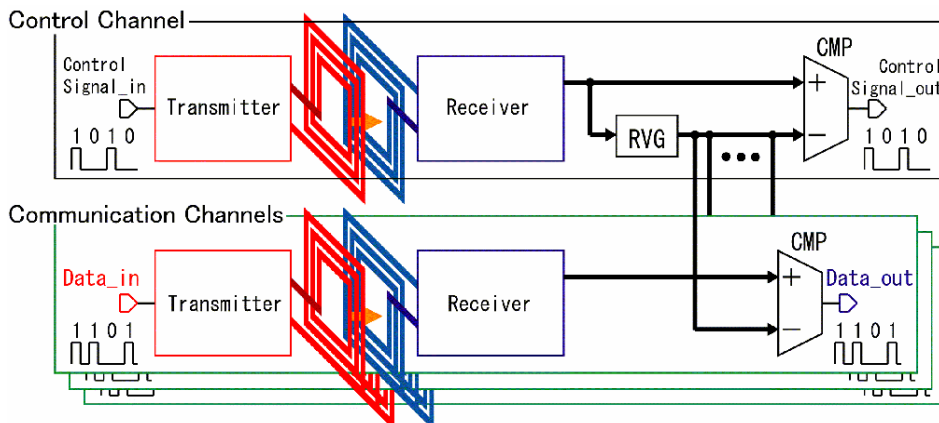 Control Channel
Control
Signal_in
1 0 1 0
Transmitter
Receiver
RVG
+
−
CMP
Control
Signal_out
1 0 1 0
Communication Channels
Data_in
1 1 0 1
Transmitter
Receiver
+
−
CMP
Data_out
1 1 0 1